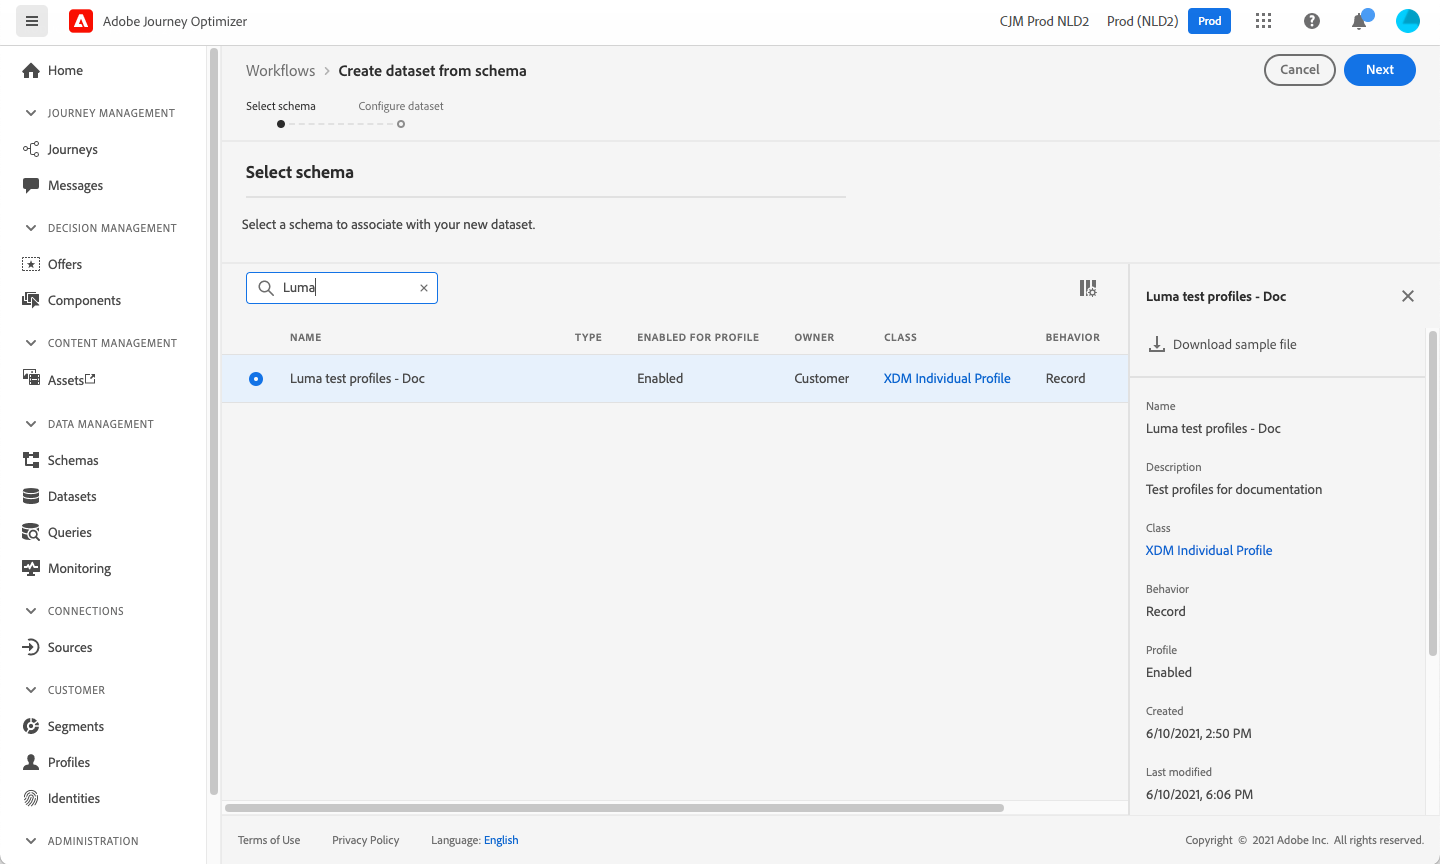 Adobe Journey Optimizer
CJM Prod NLD2 Prod (NLD2) Prod
Home
JOURNEY MANAGEMENT
Journeys
Messages
DECISION MANAGEMENT
Offers
Components
CONTENT MANAGEMENT
Assets
DATA MANAGEMENT
Schemas
Datasets
Queries
Monitoring
CONNECTIONS
Sources
CUSTOMER
Segments
Profiles
Identities
ADMINISTRATION
Workflows > Create dataset from schema
Cancel Next
Select schema Configure dataset
Select schema
Select a schema to associate with your new dataset.
Luma
NAME TYPE ENABLED FOR PROFILE OWNER CLASS BEHAVIOR
Luma test profiles - Doc Enabled Customer XDM Individual Profile Record
Luma test profiles - Doc
Download sample file
Name
Luma test profiles - Doc
Description
Test profiles for documentation
Class
XDM Individual Profile
Behavior
Record
Profile
Enabled
Created
6/10/2021, 2:50 PM
Last modified
6/10/2021, 6:06 PM
Terms of Use Privacy Policy Language: English
Copyright © 2021 Adobe Inc. All rights reserved.